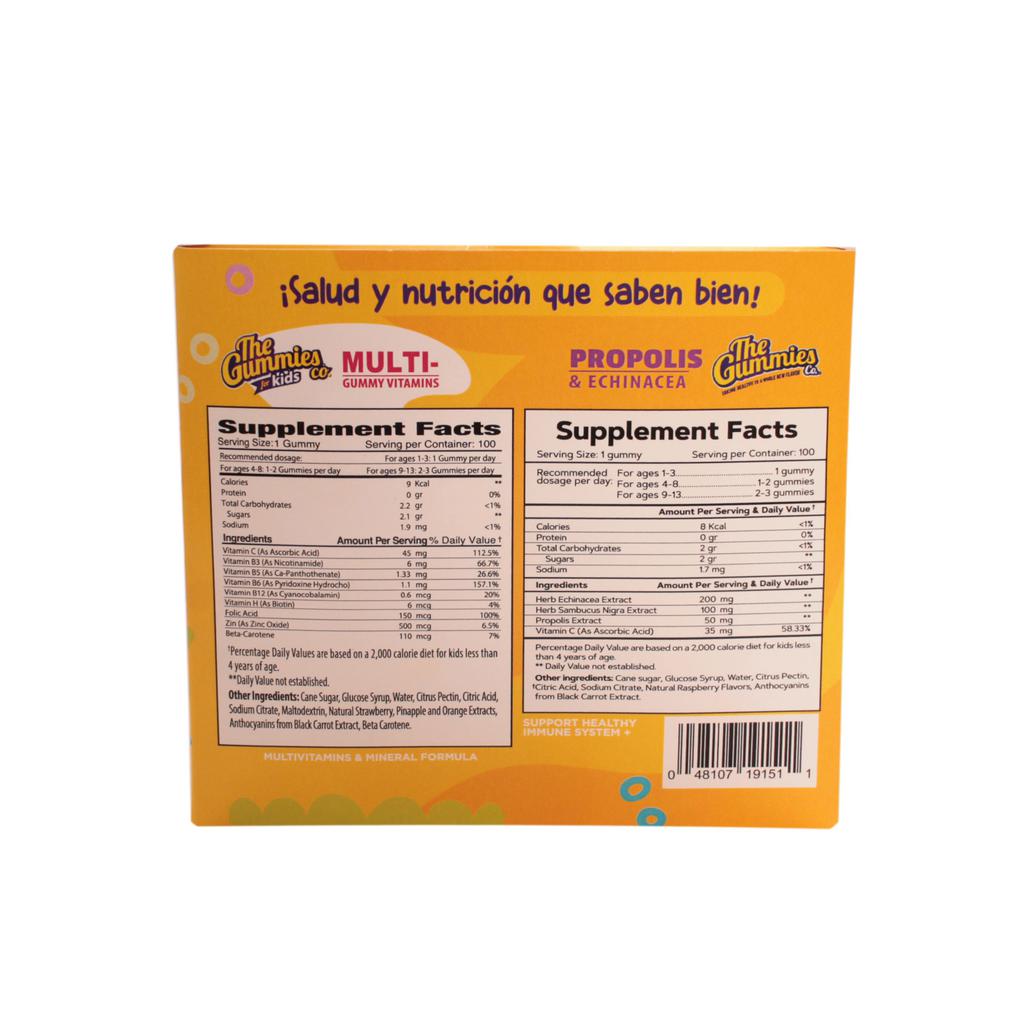 ¡Salud y nutrición que saben bien!
The Gummies Co.
for kids
MULTI-
GUMMY VITAMINS
Supplement Facts
Serving Size:1 Gummy Serving per Container: 100
Recommended dosage: For ages 1-3: 1 Gummy per day
For ages 4-8: 1-2 Gummies per day For ages 9-13: 2-3 Gummies per day
Calories 9 Kcal **
Protein 0 gr 0%
Total Carbohydrates 2.2 gr <1%
Sugars 2.1 gr **
Sodium 1.9 mg <1%
Ingredients Amount Per Serving % Daily Value †
Vitamin C (As Ascorbic Acid) 45 mg 112.5%
Vitamin B3 (As Nicotinamide) 6 mg 66.7%
Vitamin B5 (As Ca-Panthothenate) 1.33 mg 26.6%
Vitamin B6 (As Pyridoxine Hydrocho) 1.1 mg 157.1%
Vitamin B12 (As Cyanocobalamin) 0.6 mcg 20%
Vitamin H (As Biotin) 6 mcg 4%
Folic Acid 150 mcg 100%
Zin (As Zinc Oxide) 500 mcg 6.5%
Beta-Carotene 110 mcg 7%
†Percentage Daily Values are based on a 2,000 calorie diet for kids less
than 4 years of age.
**Daily Value not established.
Other Ingredients: Cane Sugar, Glucose Syrup, Water, Citrus Pectin, Citric Acid,
Sodium Citrate, Maltodextrin, Natural Strawberry, Pinapple and Orange Extracts,
Anthocyanins from Black Carrot Extract, Beta Carotene.
MULTIVITAMINS & MINERAL FORMULA
PROPOLIS
& ECHINACEA
The Gummies Co.
TAKING HEALTHY TO A WHOLE NEW FLAVOR
Supplement Facts
Serving Size: 1 gummy Serving per Container: 100
Recommended For ages 1-3 1 gummy
dosage per day: For ages 4-8 1-2 gummies
For ages 9-13 2-3 gummies
Amount Per Serving & Daily Value †
Calories 8 Kcal <1%
Protein 0 gr 0%
Total Carbohydrates 2 gr <1%
Sugars 2 gr **
Sodium 1.7 mg <1%
Ingredients Amount Per Serving & Daily Value †
Herb Echinacea Extract 200 mg **
Herb Sambucus Nigra Extract 100 mg **
Propolis Extract 50 mg **
Vitamin C (As Ascorbic Acid) 35 mg 58.33%
Percentage Daily Value are based on a 2,000 calorie diet for kids less
than 4 years of age.
** Daily Value not established.
Other ingredients: Cane sugar, Glucose Syrup, Water, Citrus Pectin,
†Citric Acid, Sodium Citrate, Natural Raspberry Flavors, Anthocyanins
from Black Carrot Extract.
SUPPORT HEALTHY
IMMUNE SYSTEM +
0 48107 19151 1